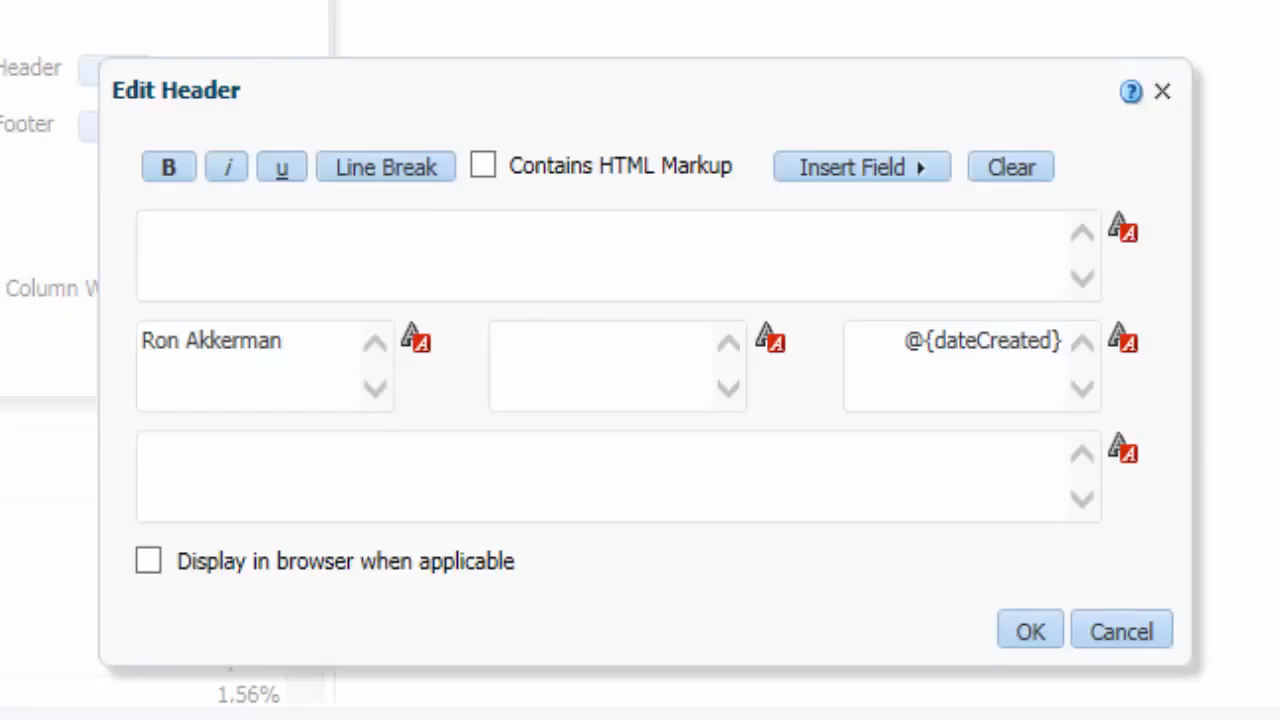 Header
Footer
Column W
Edit Header
?
B i u Line Break Contains HTML Markup Insert Field Clear
Ron Akkerman @{dateCreated}
Display in browser when applicable
OK Cancel
1.56%